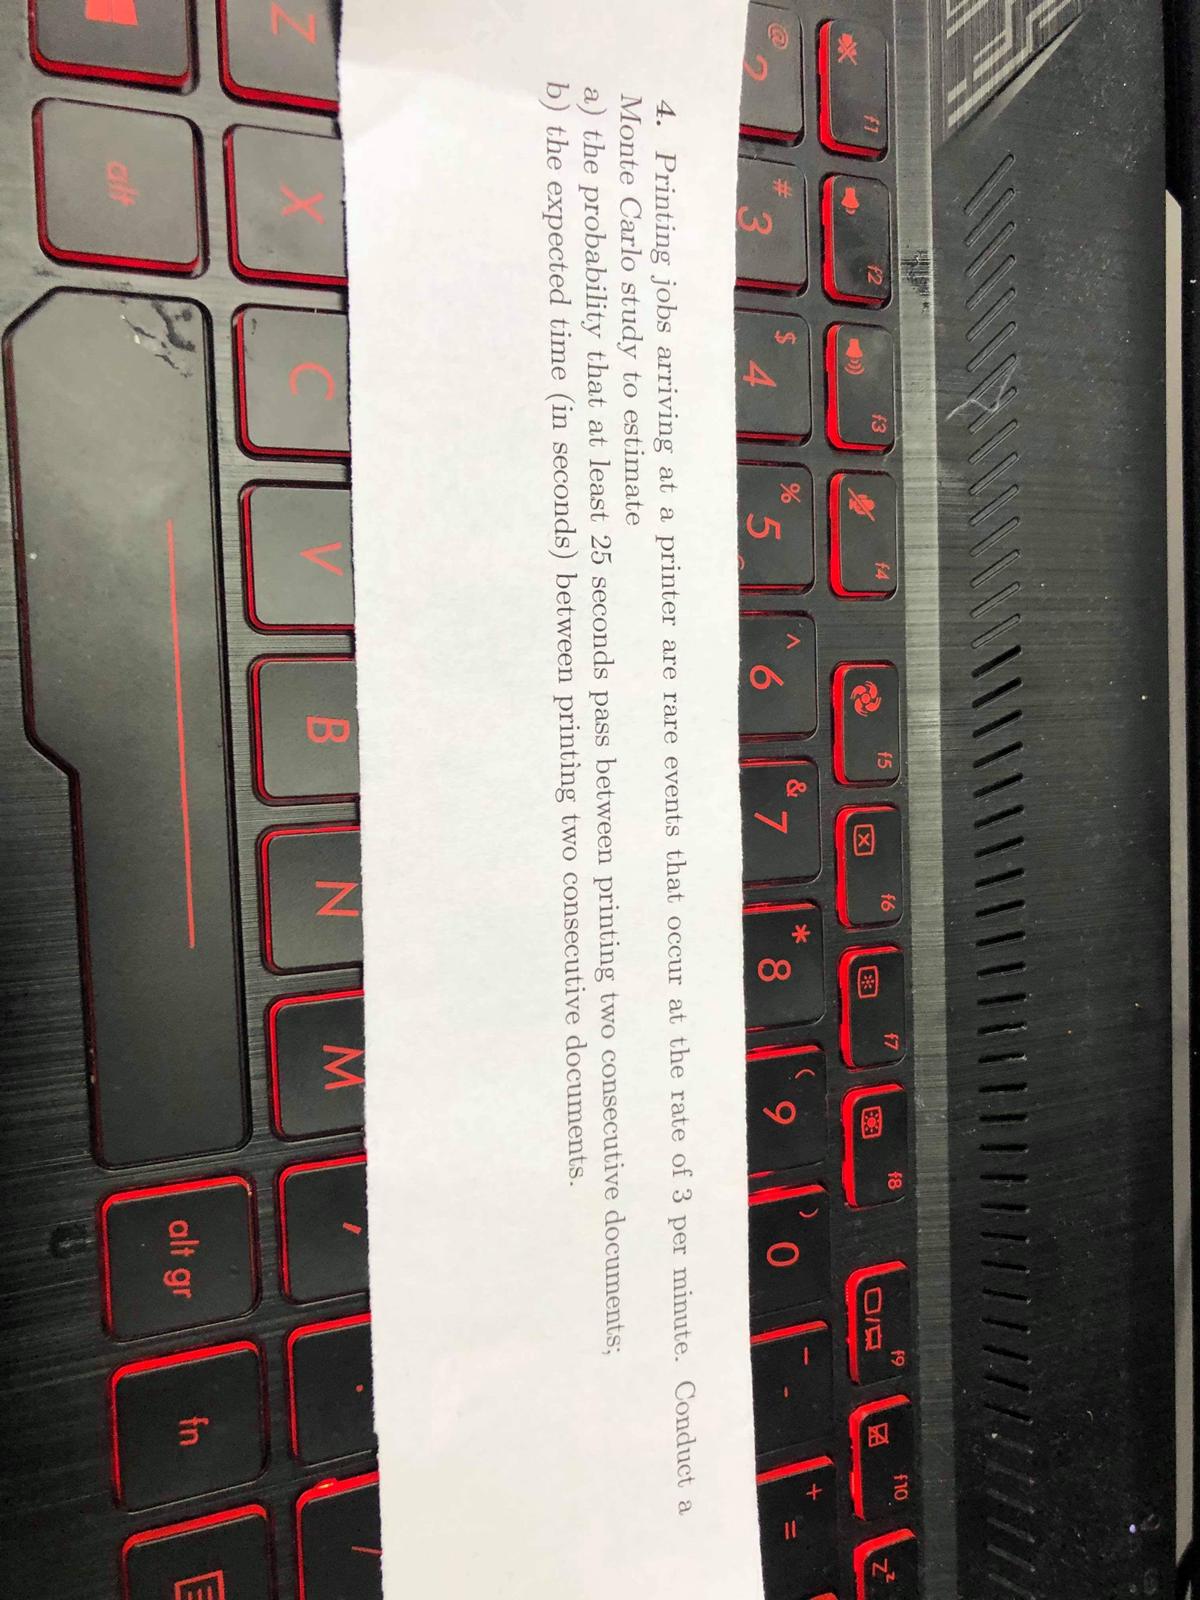 4. Printing jobs arriving at a printer are rare events that occur at the rate of 3 per minute. Conduct a
Monte Carlo study to estimate
a) the probability that at least 25 seconds pass between printing two consecutive documents;
b) the expected time (in seconds) between printing two consecutive documents.
f1 f2 f3 f4 f5 f6 f7 f8 f9 f10 zᶻ
@ 2 # 3 $ 4 % 5 ^ 6 & 7 * 8 ( 9 ) 0 _ - + =
Z X C V B N M , . /
alt alt gr fn